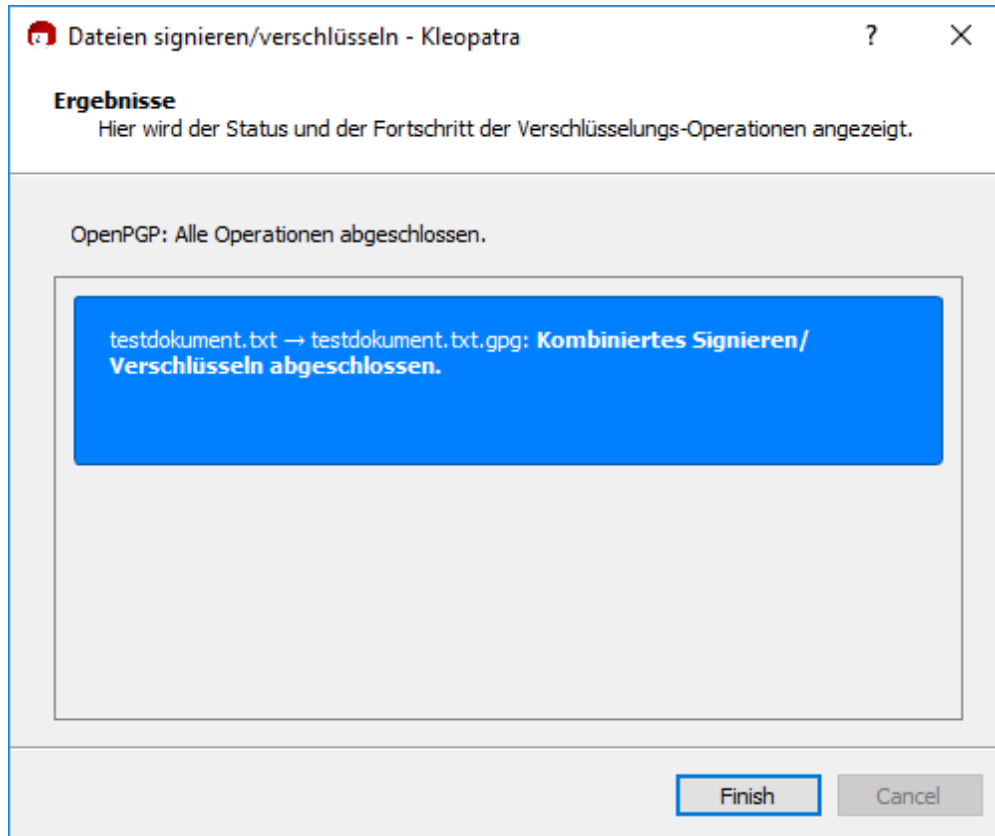 Dateien signieren/verschlüsseln - Kleopatra
Ergebnisse
Hier wird der Status und der Fortschritt der Verschlüsselungs-Operationen angezeigt.
OpenPGP: Alle Operationen abgeschlossen.
testdokument.txt → testdokument.txt.gpg: Kombiniertes Signieren/
Verschlüsseln abgeschlossen.
Finish
Cancel